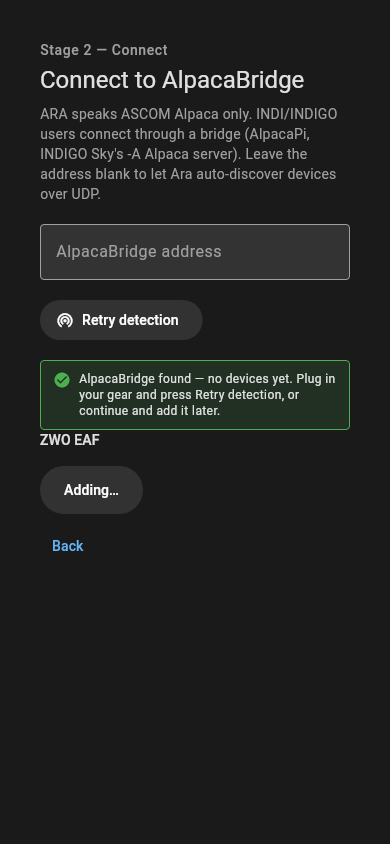 Stage 2 — Connect
Connect to AlpacaBridge
ARA speaks ASCOM Alpaca only. INDI/INDIGO
users connect through a bridge (AlpacaPi,
INDIGO Sky's -A Alpaca server). Leave the
address blank to let Ara auto-discover devices
over UDP.
AlpacaBridge address
Retry detection
AlpacaBridge found — no devices yet. Plug in
your gear and press Retry detection, or
continue and add it later.
ZWO EAF
Adding…
Back